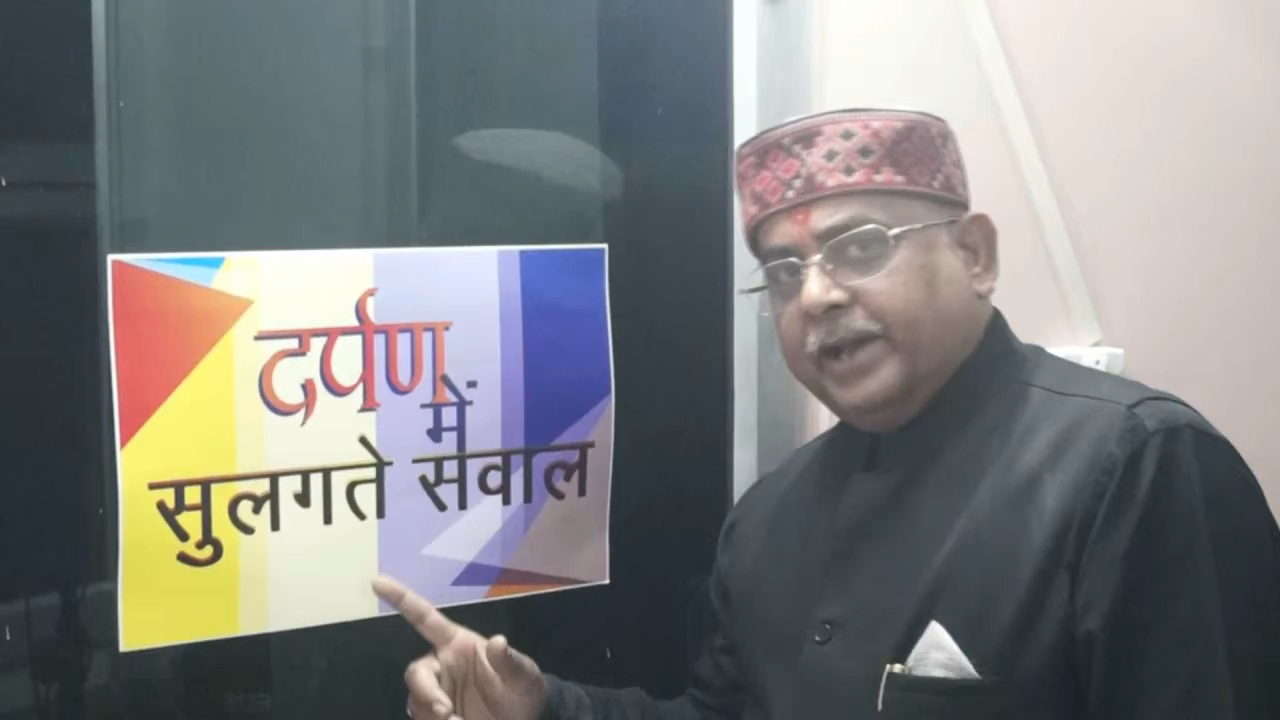 दर्पण
में
सुलगते सवाल